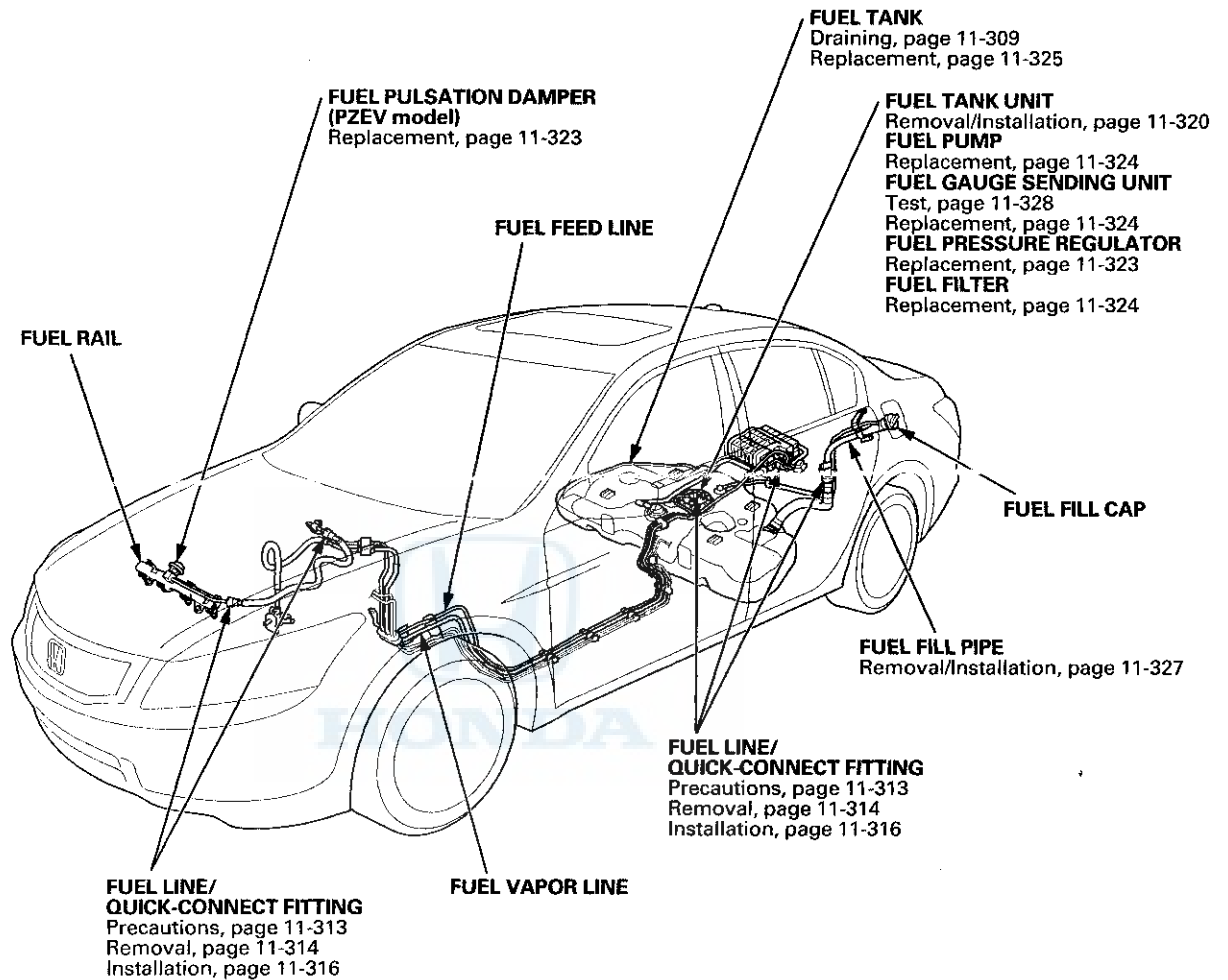 FUEL TANK
Draining, page 11-309
Replacement, page 11-325
FUEL PULSATION DAMPER
(PZEV model)
Replacement, page 11-323
FUEL TANK UNIT
Removal/Installation, page 11-320
FUEL PUMP
Replacement, page 11-324
FUEL GAUGE SENDING UNIT
Test, page 11-328
Replacement, page 11-324
FUEL PRESSURE REGULATOR
Replacement, page 11-323
FUEL FILTER
Replacement, page 11-324
FUEL FEED LINE
FUEL RAIL
FUEL FILL CAP
FUEL FILL PIPE
Removal/Installation, page 11-327
HONDA
FUEL LINE/
QUICK-CONNECT FITTING
Precautions, page 11-313
Removal, page 11-314
Installation, page 11-316
FUEL VAPOR LINE
FUEL LINE/
QUICK-CONNECT FITTING
Precautions, page 11-313
Removal, page 11-314
Installation, page 11-316